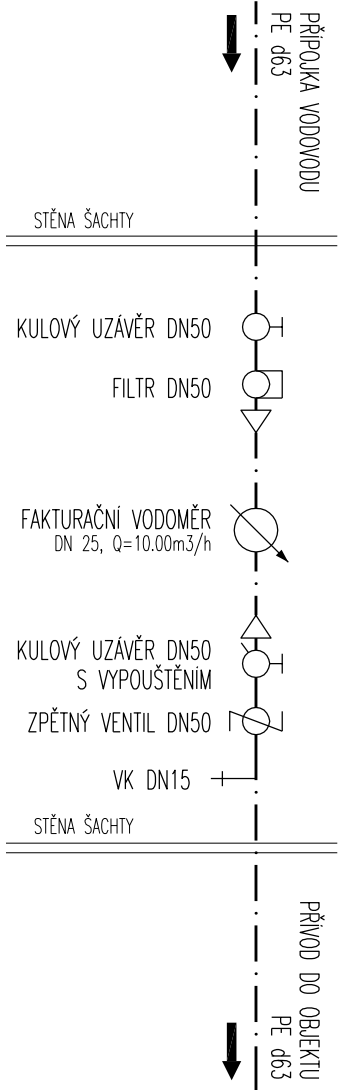 PŘÍPOJKA VODOVODU
PE d63
STĚNA ŠACHTY
KULOVÝ UZÁVĚR DN50
FILTR DN50
FAKTURAČNÍ VODOMĚR
DN 25, Q=10.00m3/h
KULOVÝ UZÁVĚR DN50
S VYPOUŠTĚNÍM
ZPĚTNÝ VENTIL DN50
VK DN15
STĚNA ŠACHTY
PŘÍVOD DO OBJEKTU
PE d63